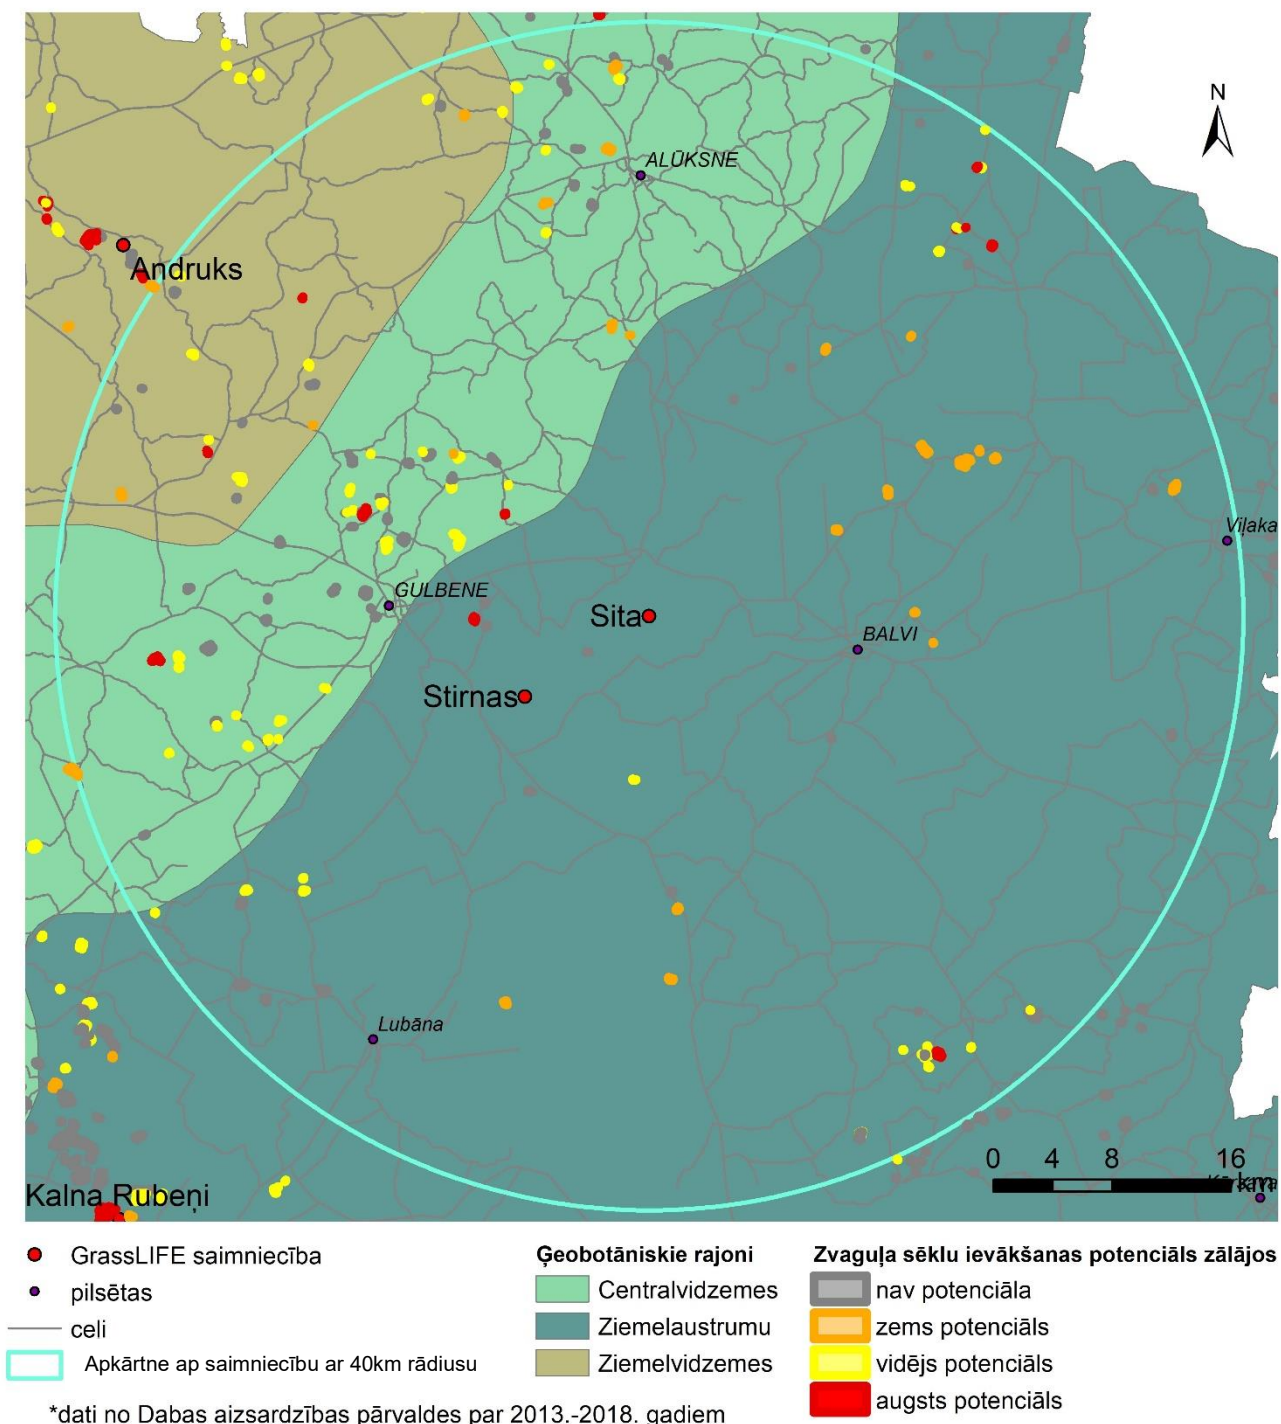 N
ALŪKSNE
Andruks
Viļaka
GULBENE
Sita
BALVI
Stirnas
Lubāna
0 4 8 16
km
Kalna Rubeņi
GrassLIFE saimniecība
pilsētas
celi
Apkārtne ap saimniecību ar 40km rādiusu
Ģeobotāniskie rajoni
Centralvidzemes
Ziemelaustrumu
Ziemelvidzemes
Zvaguļa sēklu ievākšanas potenciāls zālājos
nav potenciāla
zems potenciāls
vidējs potenciāls
augsts potenciāls
*dati no Dabas aizsardzības pārvaldes par 2013.-2018. gadiem